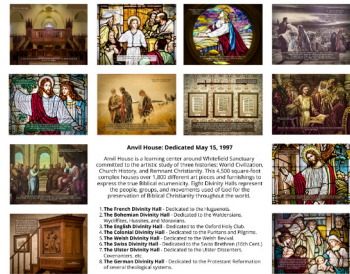 Anvil House: Dedicated May 15, 1997
Anvil House is a learning center around Whitefield Sanctuary
committed to the artistic study of three histories: World Civilization,
Church History, and Remnant Christianity. This 4,500 square-foot
complex houses over 1,800 different art pieces and furnishings to
express the true Biblical ecumenicity. Eight Divinity Halls represent
the people, groups, and movements used of God for the
preservation of Biblical Christianity throughout the world.
1. The French Divinity Hall - Dedicated to the Huguenots.
2. The Bohemian Divinity Hall - Dedicated to the Waldensians,
Wycliffites, Hussites, and Moravians.
3. The English Divinity Hall - Dedicated to the Oxford Holy Club.
4. The Colonial Divinity Hall - Dedicated to the Puritans and Pilgrims.
5. The Welsh Divinity Hall - Dedicated to the Welsh Revival.
6. The Swiss Divinity Hall - Dedicated to the Swiss Brethren (16th Cent.)
7. The Ulster Divinity Hall - Dedicated to the Ulster Dissenters,
Covenanters, etc.
8. The German Divinity Hall - Dedicated to the Protestant Reformation
of several theological systems.